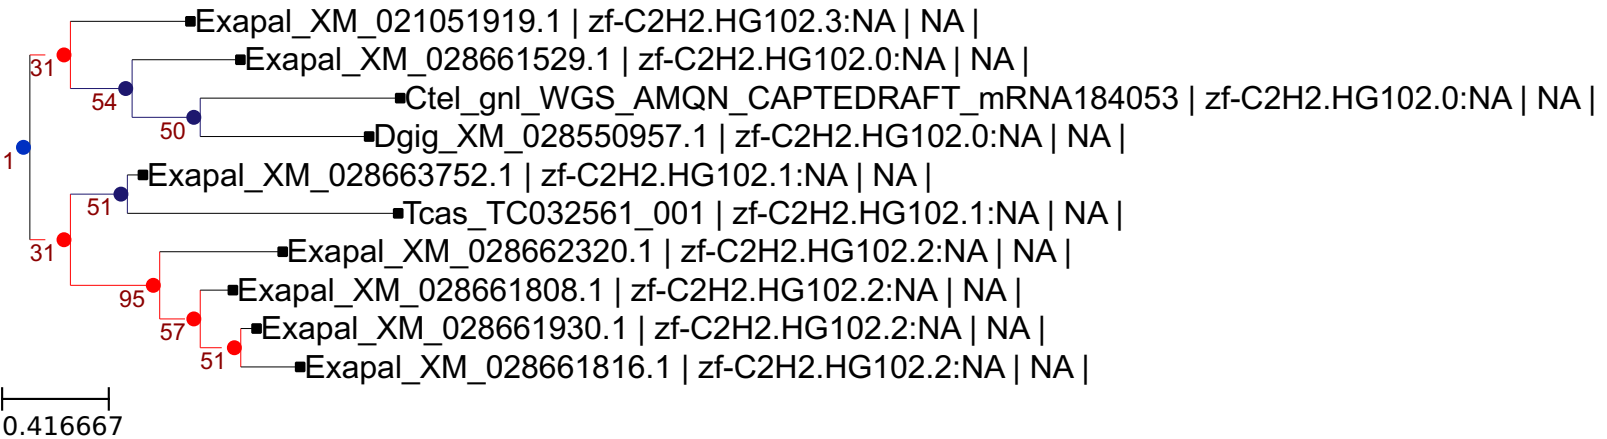 Exapal_XM_021051919.1 | zf-C2H2.HG102.3:NA | NA |
31
Exapal_XM_028661529.1 | zf-C2H2.HG102.0:NA | NA |
54
Ctel_gnl_WGS_AMQN_CAPTEDRAFT_mRNA184053 | zf-C2H2.HG102.0:NA | NA |
50
Dgig_XM_028550957.1 | zf-C2H2.HG102.0:NA | NA |
1
Exapal_XM_028663752.1 | zf-C2H2.HG102.1:NA | NA |
51
Tcas_TC032561_001 | zf-C2H2.HG102.1:NA | NA |
31
Exapal_XM_028662320.1 | zf-C2H2.HG102.2:NA | NA |
95
Exapal_XM_028661808.1 | zf-C2H2.HG102.2:NA | NA |
57
Exapal_XM_028661930.1 | zf-C2H2.HG102.2:NA | NA |
51
Exapal_XM_028661816.1 | zf-C2H2.HG102.2:NA | NA |
0.416667